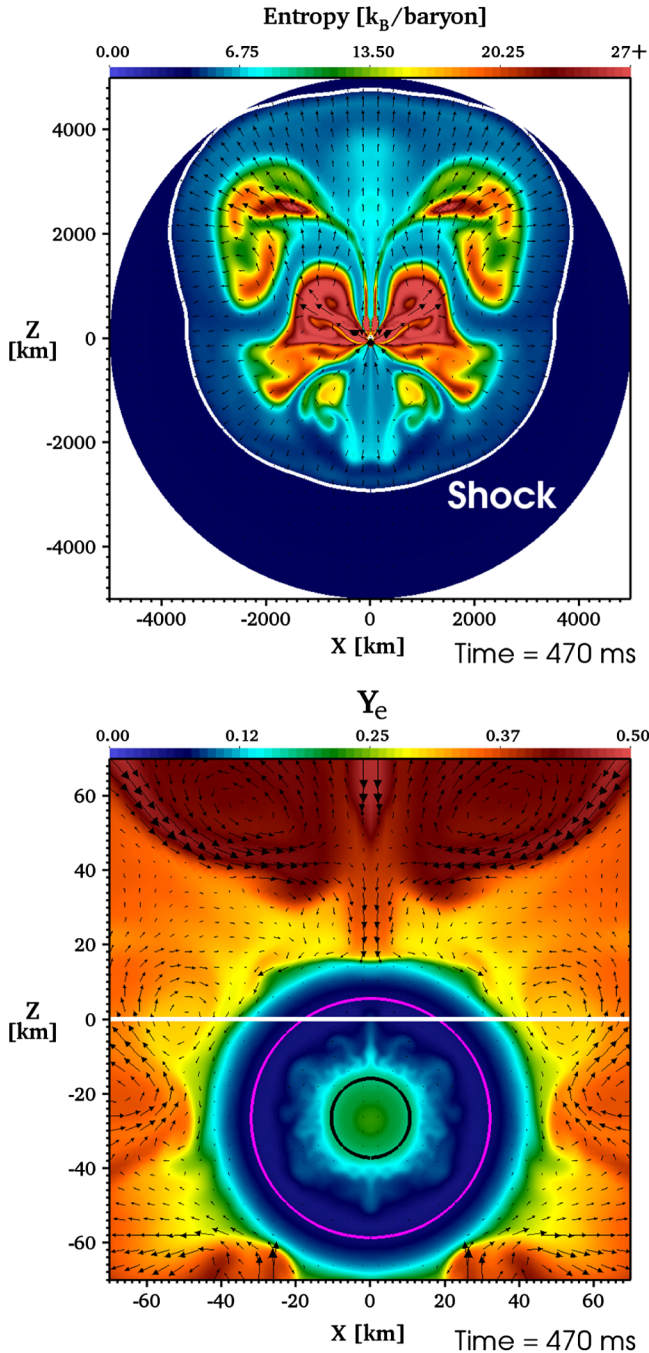 Entropy [k_B/baryon]
0.00 6.75 13.50 20.25 27+
4000
2000
Z
[km]
0
-2000
-4000
Shock
-4000 -2000 0 2000 4000
X [km]
Time = 470 ms
Y_e
0.00 0.12 0.25 0.37 0.50
60
40
20
Z
[km]
0
-20
-40
-60
-60 -40 -20 0 20 40 60
X [km]
Time = 470 ms